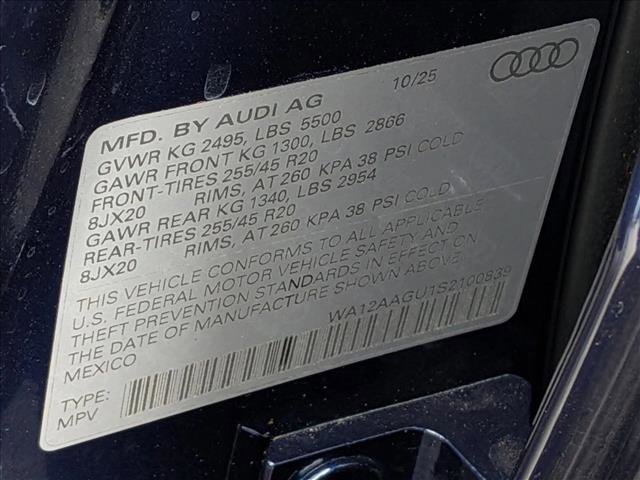 MFD. BY AUDI AG 10/25
GVWR KG 2495, LBS 5500
GAWR FRONT KG 1300, LBS 2866
FRONT-TIRES 255/45 R20
8JX20 RIMS, AT 260 KPA 38 PSI COLD
GAWR REAR KG 1340, LBS 2954
REAR-TIRES 255/45 R20
8JX20 RIMS, AT 260 KPA 38 PSI COLD
THIS VEHICLE CONFORMS TO ALL APPLICABLE
U.S. FEDERAL MOTOR VEHICLE SAFETY AND
THEFT PREVENTION STANDARDS IN EFFECT ON
THE DATE OF MANUFACTURE SHOWN ABOVE.
MEXICO WA12AAGU1S2100839
TYPE:
MPV